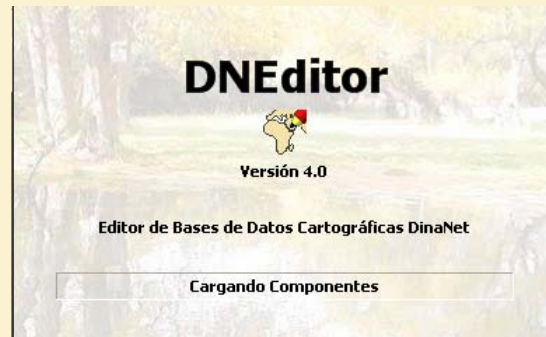 DNEditor
Versión 4.0
Editor de Bases de Datos Cartográficas DinaNet
Cargando Componentes